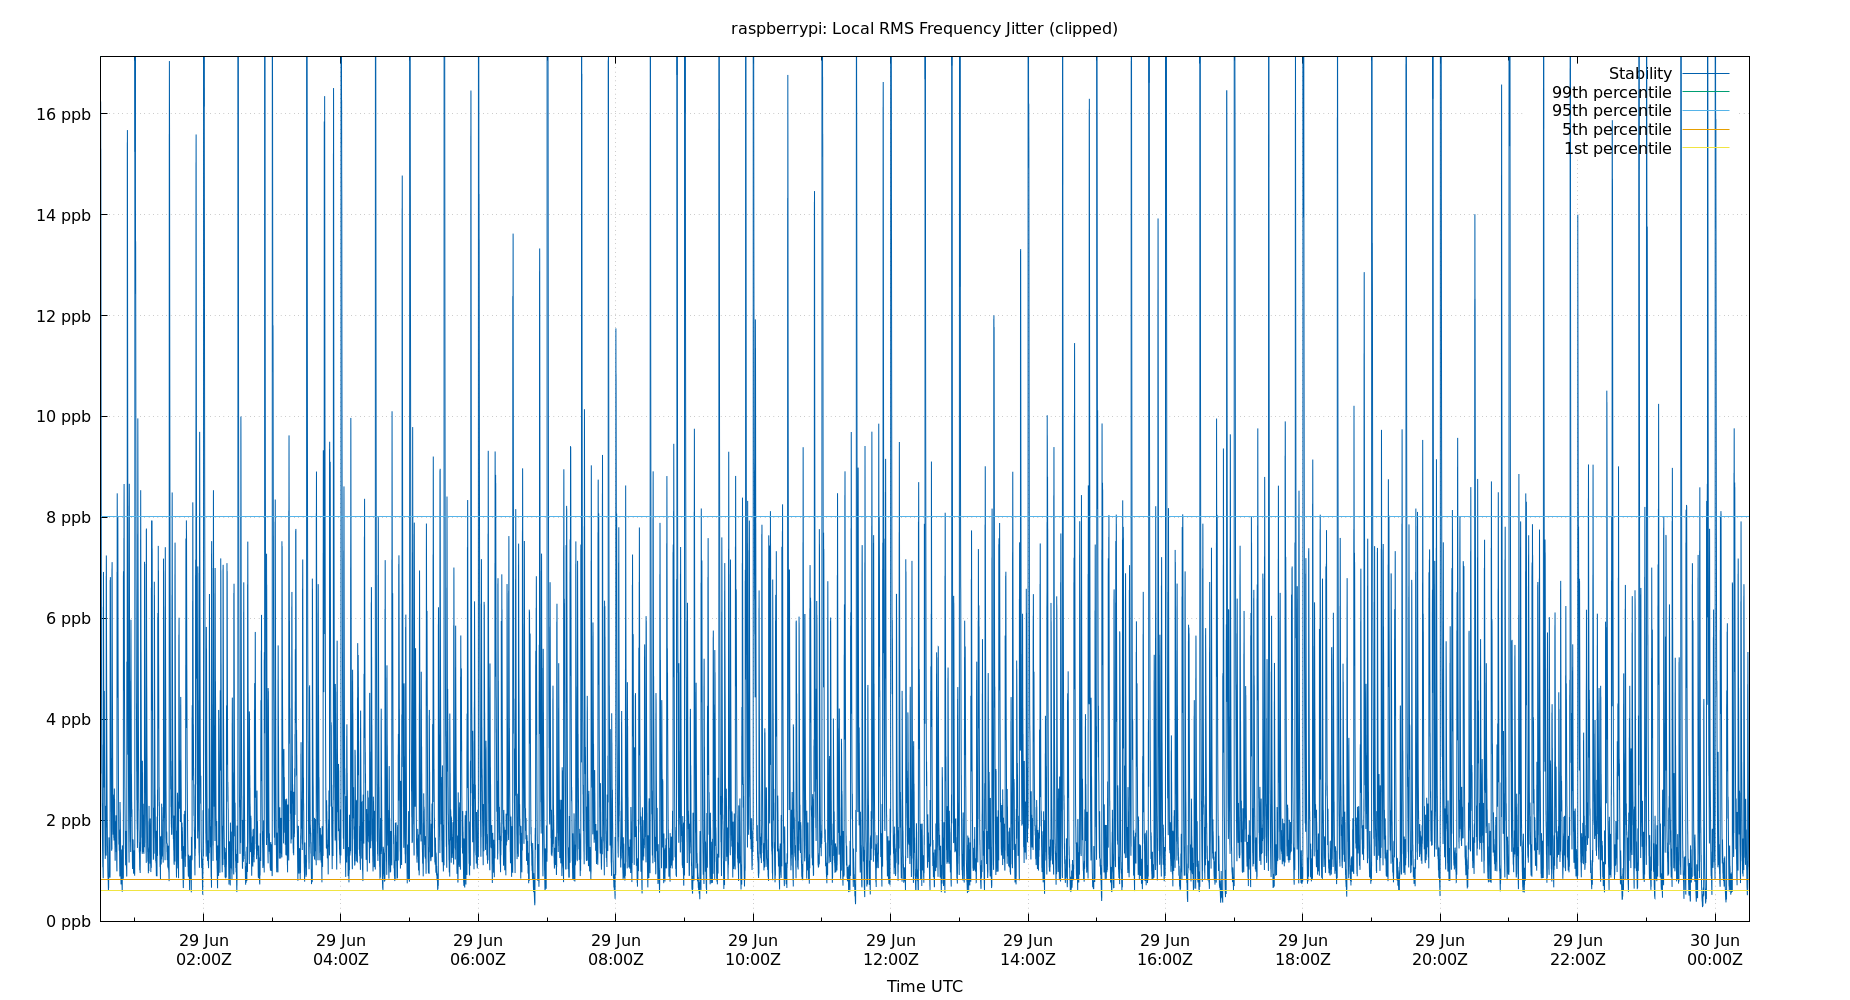 raspberrypi: Local RMS Frequency Jitter (clipped)
Stability
99th percentile
95th percentile
5th percentile
1st percentile
16 ppb
14 ppb
12 ppb
10 ppb
8 ppb
6 ppb
4 ppb
2 ppb
0 ppb
29 Jun 29 Jun 29 Jun 29 Jun 29 Jun 29 Jun 29 Jun 29 Jun 29 Jun 29 Jun 29 Jun 30 Jun
02:00Z 04:00Z 06:00Z 08:00Z 10:00Z 12:00Z 14:00Z 16:00Z 18:00Z 20:00Z 22:00Z 00:00Z
Time UTC